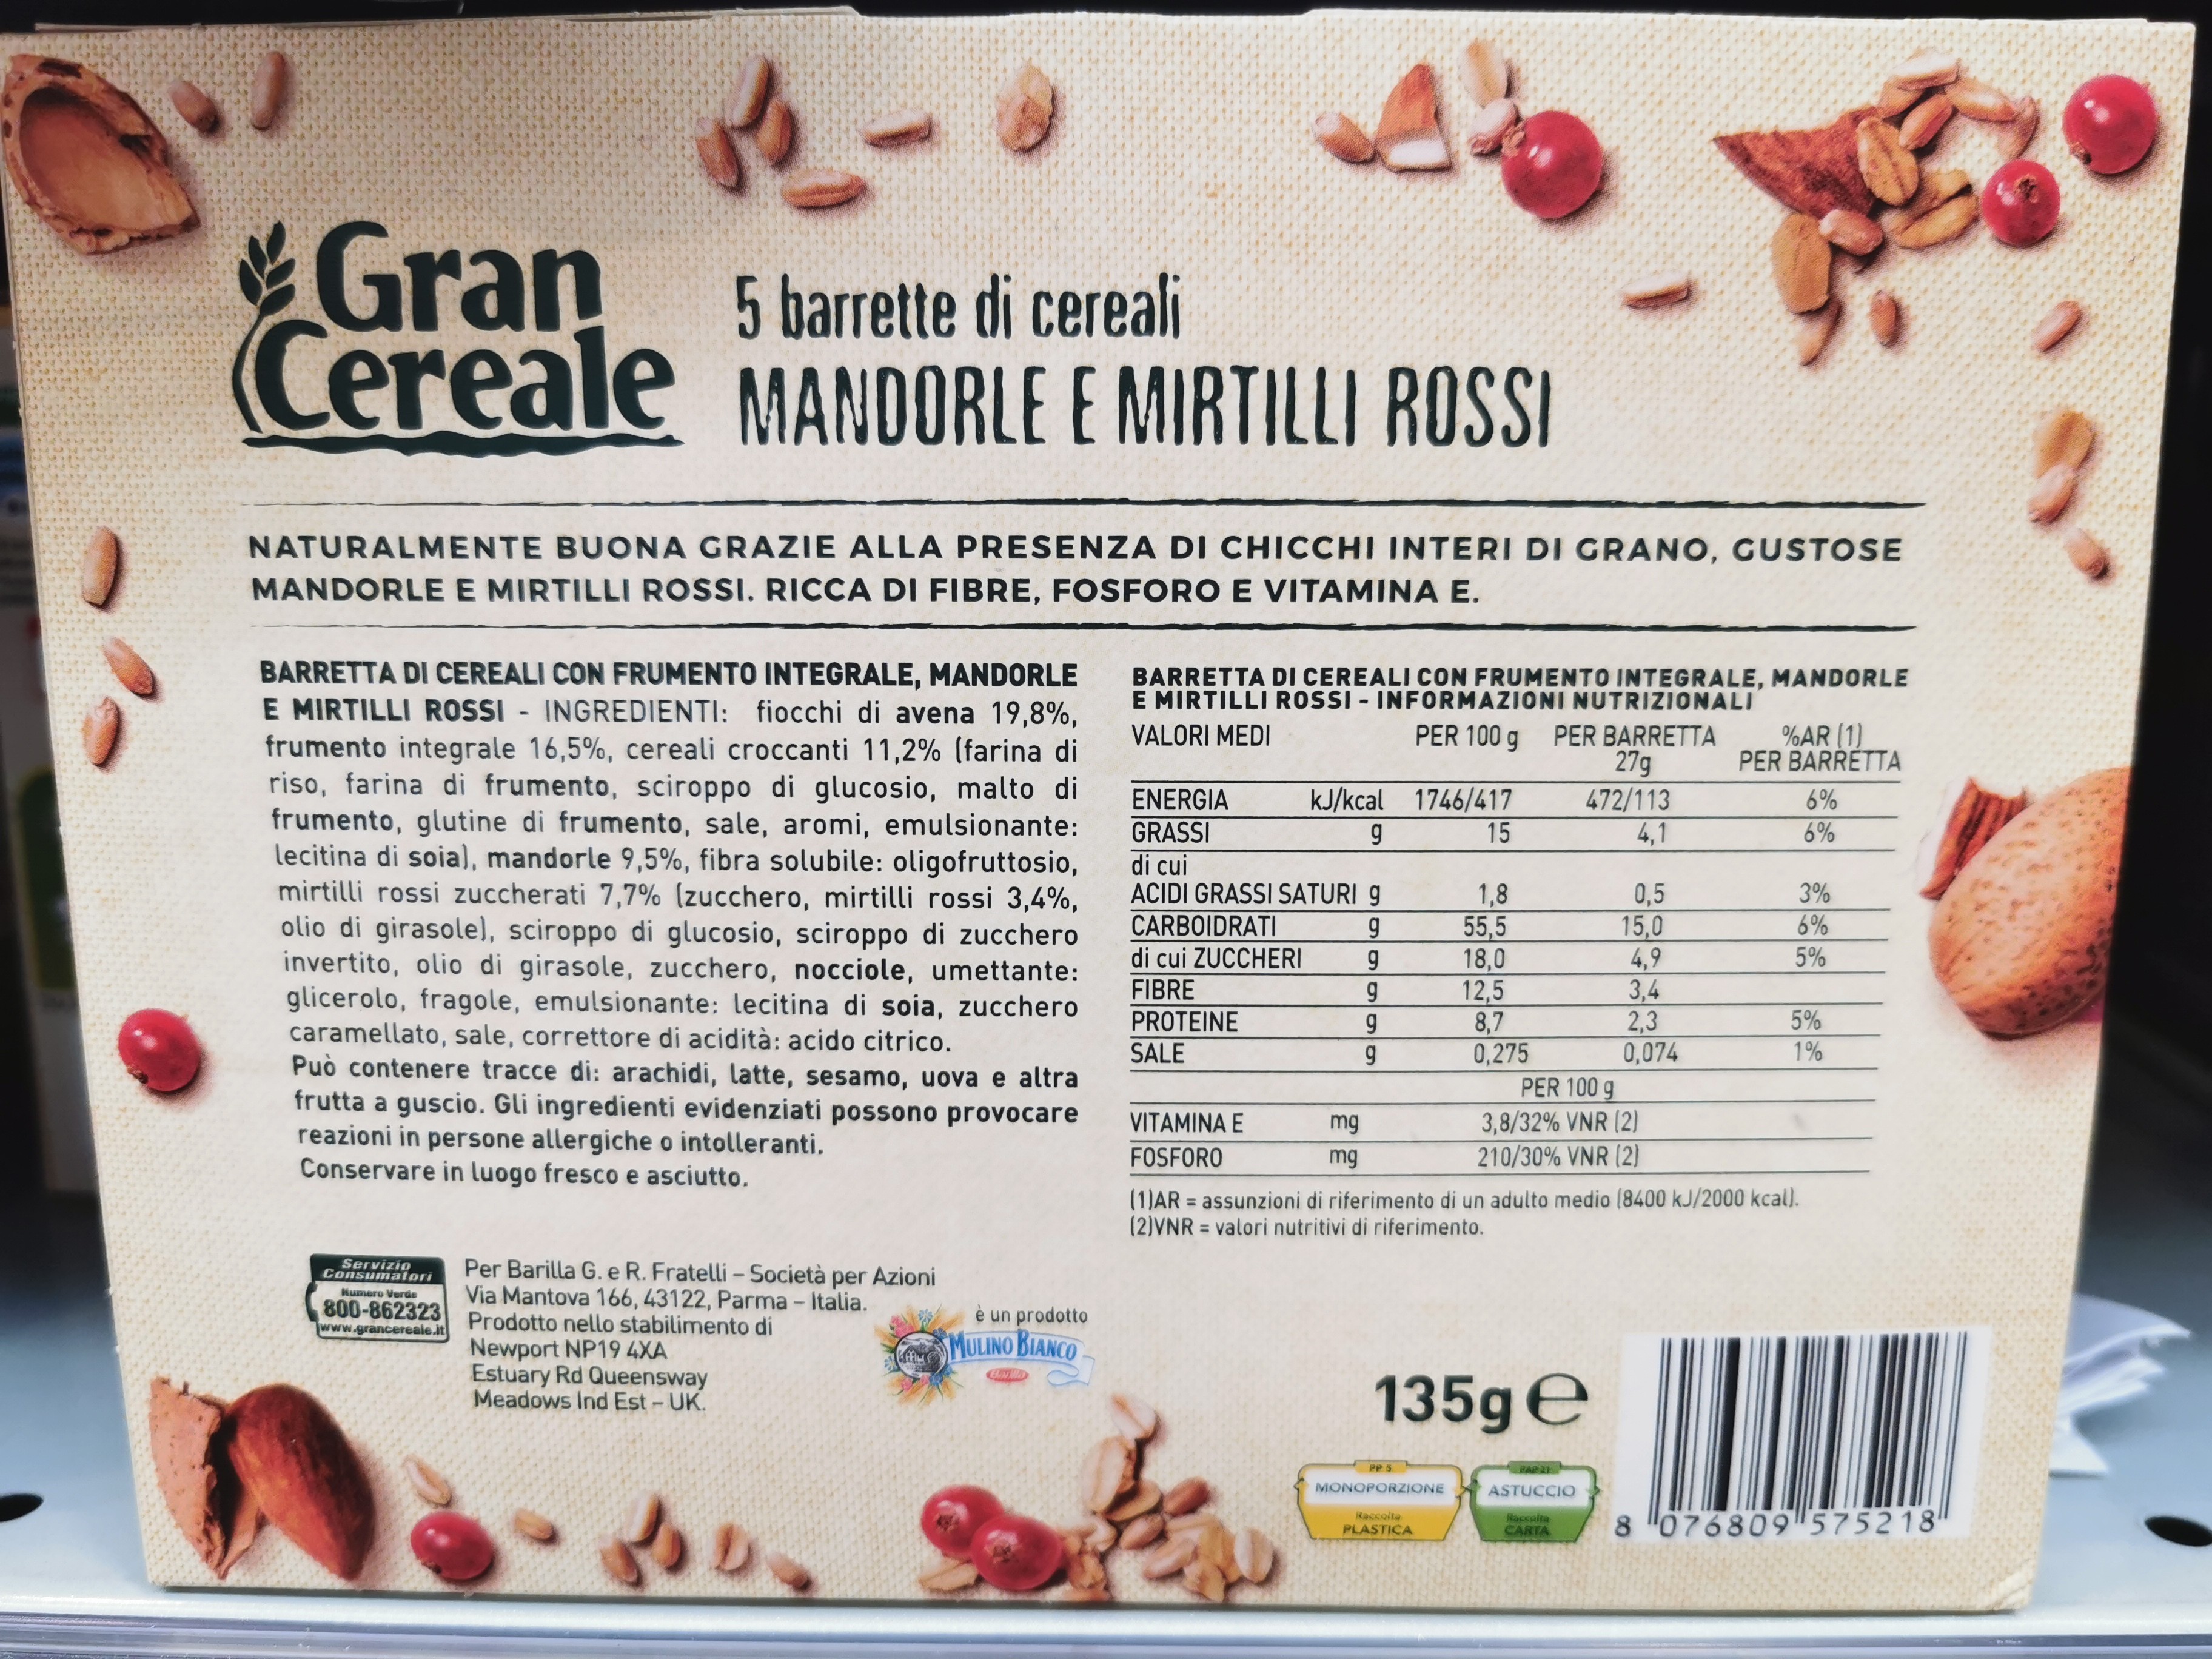 Gran
Cereale
5 barrette di cereali
MANDORLE E MIRTILLI ROSSI
NATURALMENTE BUONA GRAZIE ALLA PRESENZA DI CHICCHI INTERI DI GRANO, GUSTOSE
MANDORLE E MIRTILLI ROSSI. RICCA DI FIBRE, FOSFORO E VITAMINA E.
BARRETTA DI CEREALI CON FRUMENTO INTEGRALE, MANDORLE
E MIRTILLI ROSSI - INGREDIENTI: fiocchi di avena 19,8%,
frumento integrale 16,5%, cereali croccanti 11,2% (farina di
riso, farina di frumento, sciroppo di glucosio, malto di
frumento, glutine di frumento, sale, aromi, emulsionante:
lecitina di soia), mandorle 9,5%, fibra solubile: oligofruttosio,
mirtilli rossi zuccherati 7,7% (zucchero, mirtilli rossi 3,4%,
olio di girasole), sciroppo di glucosio, sciroppo di zucchero
invertito, olio di girasole, zucchero, nocciole, umettante:
glicerolo, fragole, emulsionante: lecitina di soia, zucchero
caramellato, sale, correttore di acidità: acido citrico.
Può contenere tracce di: arachidi, latte, sesamo, uova e altra
frutta a guscio. Gli ingredienti evidenziati possono provocare
reazioni in persone allergiche o intolleranti.
Conservare in luogo fresco e asciutto.
BARRETTA DI CEREALI CON FRUMENTO INTEGRALE, MANDORLE
E MIRTILLI ROSSI - INFORMAZIONI NUTRIZIONALI
VALORI MEDI PER 100 g PER BARRETTA %AR (1)
27g PER BARRETTA
ENERGIA kJ/kcal 1746/417 472/113 6%
GRASSI g 15 4,1 6%
di cui
ACIDI GRASSI SATURI g 1,8 0,5 3%
CARBOIDRATI g 55,5 15,0 6%
di cui ZUCCHERI g 18,0 4,9 5%
FIBRE g 12,5 3,4
PROTEINE g 8,7 2,3 5%
SALE g 0,275 0,074 1%
PER 100 g
VITAMINA E mg 3,8/32% VNR (2)
FOSFORO mg 210/30% VNR (2)
(1)AR = assunzioni di riferimento di un adulto medio (8400 kJ/2000 kcal).
(2)VNR = valori nutritivi di riferimento.
Servizio
Consumatori
Numero Verde
800-862323
www.grancereale.it
Per Barilla G. e R. Fratelli – Società per Azioni
Via Mantova 166, 43122, Parma – Italia.
Prodotto nello stabilimento di
Newport NP19 4XA
Estuary Rd Queensway
Meadows Ind Est – UK.
è un prodotto
MULINO BIANCO
Barilla
135g e
PP 5
MONOPORZIONE
Raccolta
PLASTICA
PAP 21
ASTUCCIO
Raccolta
CARTA
8 076809 575218